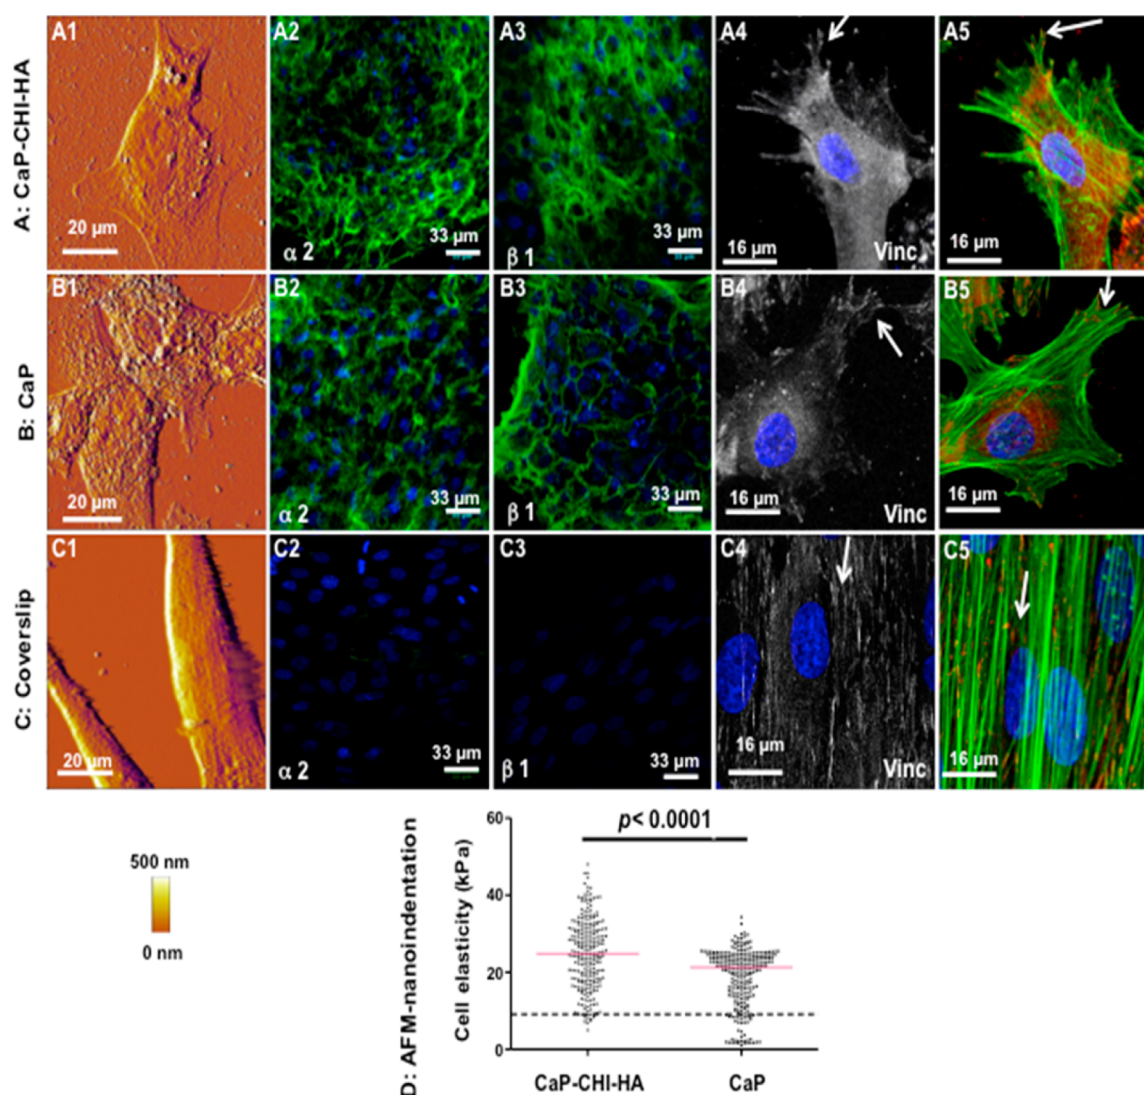 A: CaP-CHI-HA
A1
20 µm
A2
α 2
33 µm
A3
β 1
33 µm
A4
16 µm
Vinc
A5
16 µm
B: CaP
B1
20 µm
B2
α 2
33 µm
B3
β 1
33 µm
B4
16 µm
Vinc
B5
16 µm
C: Coverslip
C1
20 µm
C2
α 2
33 µm
C3
β 1
33 µm
C4
16 µm
Vinc
C5
16 µm
500 nm
0 nm
D: AFM-nanoindentation
Cell elasticity (kPa)
60
40
20
0
p< 0.0001
CaP-CHI-HA
CaP